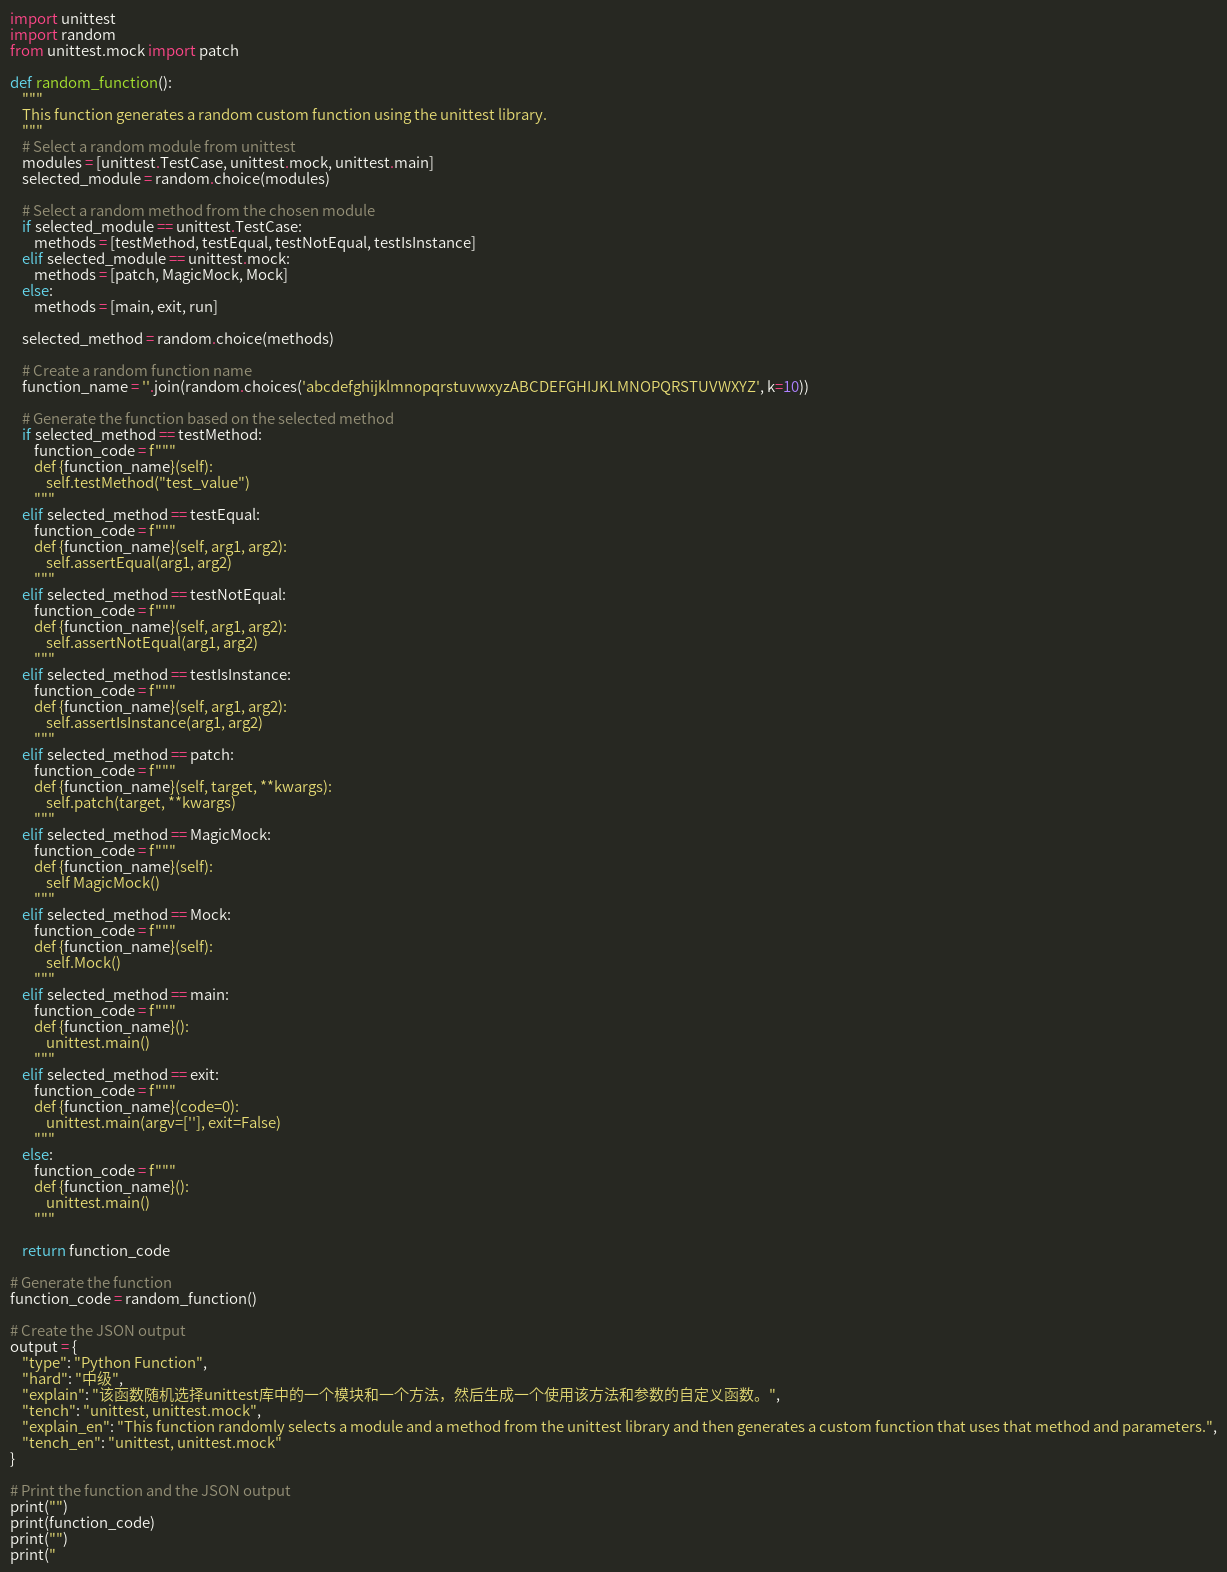 import unittest
import random
from unittest.mock import patch

def random_function():
    """
    This function generates a random custom function using the unittest library.
    """
    # Select a random module from unittest
    modules = [unittest.TestCase, unittest.mock, unittest.main]
    selected_module = random.choice(modules)

    # Select a random method from the chosen module
    if selected_module == unittest.TestCase:
        methods = [testMethod, testEqual, testNotEqual, testIsInstance]
    elif selected_module == unittest.mock:
        methods = [patch, MagicMock, Mock]
    else:
        methods = [main, exit, run]

    selected_method = random.choice(methods)

    # Create a random function name
    function_name = ''.join(random.choices('abcdefghijklmnopqrstuvwxyzABCDEFGHIJKLMNOPQRSTUVWXYZ', k=10))

    # Generate the function based on the selected method
    if selected_method == testMethod:
        function_code = f"""
        def {function_name}(self):
            self.testMethod("test_value")
        """
    elif selected_method == testEqual:
        function_code = f"""
        def {function_name}(self, arg1, arg2):
            self.assertEqual(arg1, arg2)
        """
    elif selected_method == testNotEqual:
        function_code = f"""
        def {function_name}(self, arg1, arg2):
            self.assertNotEqual(arg1, arg2)
        """
    elif selected_method == testIsInstance:
        function_code = f"""
        def {function_name}(self, arg1, arg2):
            self.assertIsInstance(arg1, arg2)
        """
    elif selected_method == patch:
        function_code = f"""
        def {function_name}(self, target, **kwargs):
            self.patch(target, **kwargs)
        """
    elif selected_method == MagicMock:
        function_code = f"""
        def {function_name}(self):
            self MagicMock()
        """
    elif selected_method == Mock:
        function_code = f"""
        def {function_name}(self):
            self.Mock()
        """
    elif selected_method == main:
        function_code = f"""
        def {function_name}():
            unittest.main()
        """
    elif selected_method == exit:
        function_code = f"""
        def {function_name}(code=0):
            unittest.main(argv=[''], exit=False)
        """
    else:
        function_code = f"""
        def {function_name}():
            unittest.main()
        """

    return function_code

# Generate the function
function_code = random_function()

# Create the JSON output
output = {
    "type": "Python Function",
    "hard": "中级",
    "explain": "该函数随机选择unittest库中的一个模块和一个方法，然后生成一个使用该方法和参数的自定义函数。",
    "tench": "unittest, unittest.mock",
    "explain_en": "This function randomly selects a module and a method from the unittest library and then generates a custom function that uses that method and parameters.",
    "tench_en": "unittest, unittest.mock"
}

# Print the function and the JSON output
print("")
print(function_code)
print("")
print("